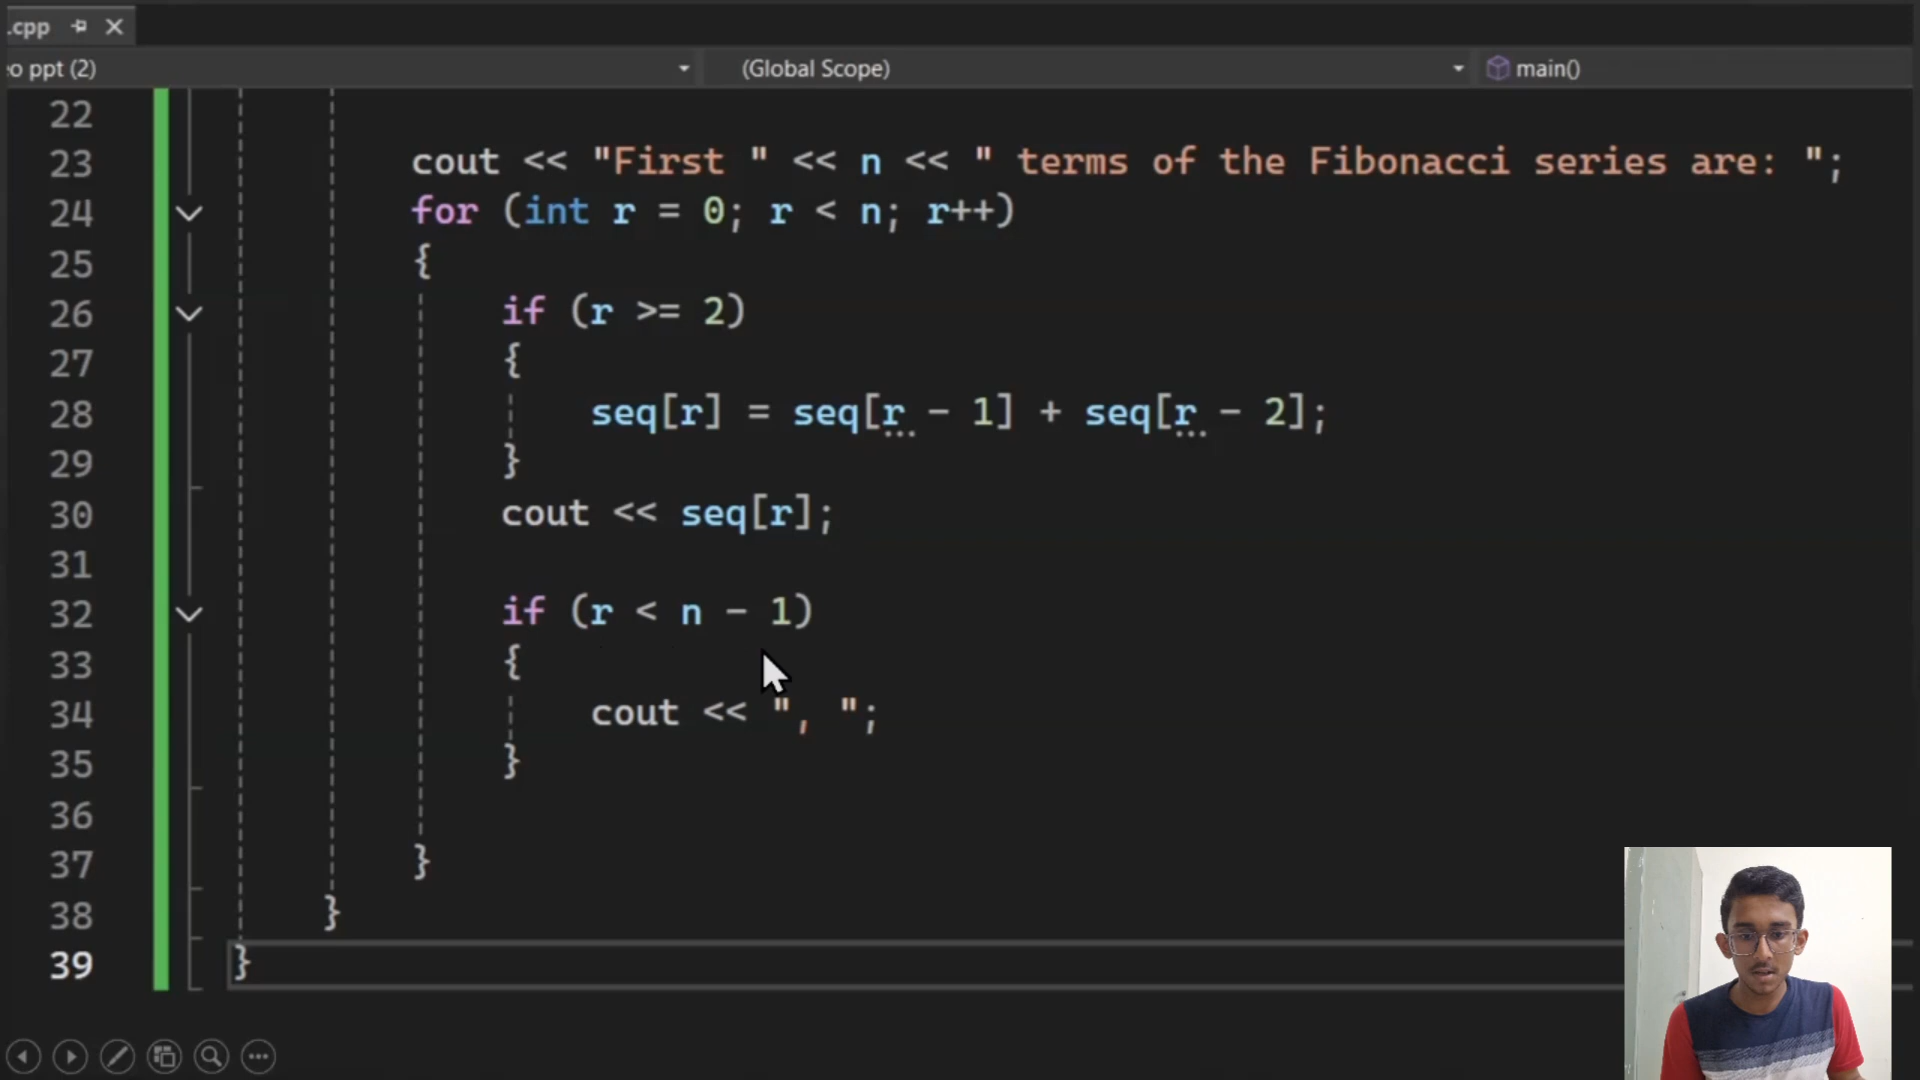 .cpp
eo ppt (2)
(Global Scope)
main()
22
23 cout << "First " << n << " terms of the Fibonacci series are: ";
24 for (int r = 0; r < n; r++)
25 {
26 if (r >= 2)
27 {
28 seq[r] = seq[r - 1] + seq[r - 2];
29 }
30 cout << seq[r];
31
32 if (r < n - 1)
33 {
34 cout << ", ";
35 }
36
37 }
38 }
39 }